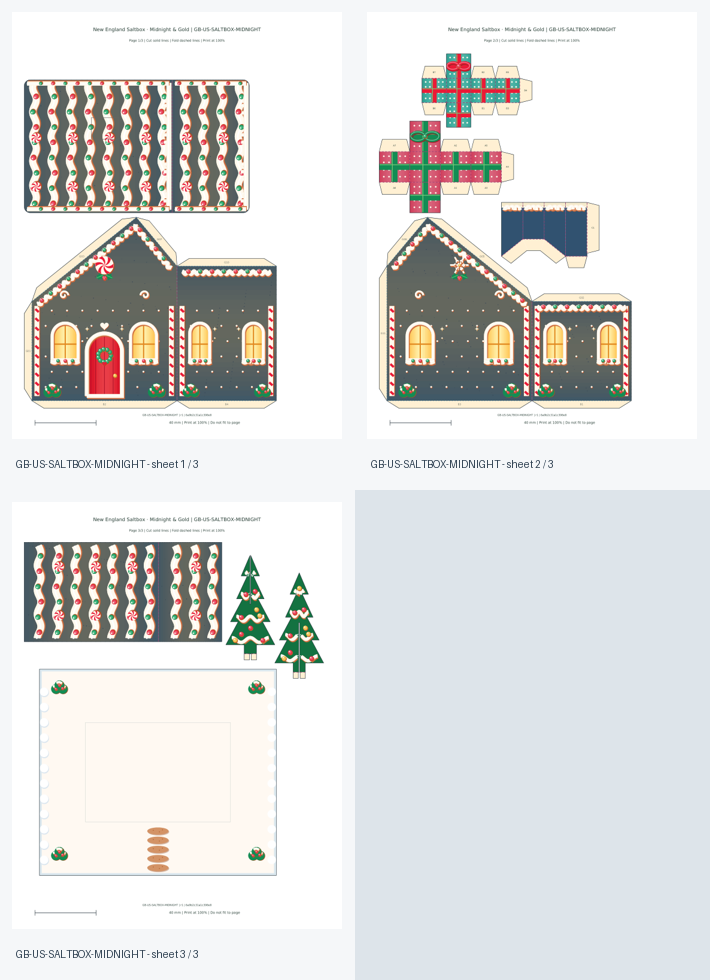 New England Saltbox · Midnight & Gold | GB-US-SALTBOX-MIDNIGHT
Page 1/3 | Cut solid lines | Fold dashed lines | Print at 100%
40 mm | Print at 100% | Do not fit to page
GB-US-SALTBOX-MIDNIGHT - sheet 1 / 3
New England Saltbox · Midnight & Gold | GB-US-SALTBOX-MIDNIGHT
Page 2/3 | Cut solid lines | Fold dashed lines | Print at 100%
40 mm | Print at 100% | Do not fit to page
GB-US-SALTBOX-MIDNIGHT - sheet 2 / 3
New England Saltbox · Midnight & Gold | GB-US-SALTBOX-MIDNIGHT
Page 3/3 | Cut solid lines | Fold dashed lines | Print at 100%
40 mm | Print at 100% | Do not fit to page
GB-US-SALTBOX-MIDNIGHT - sheet 3 / 3